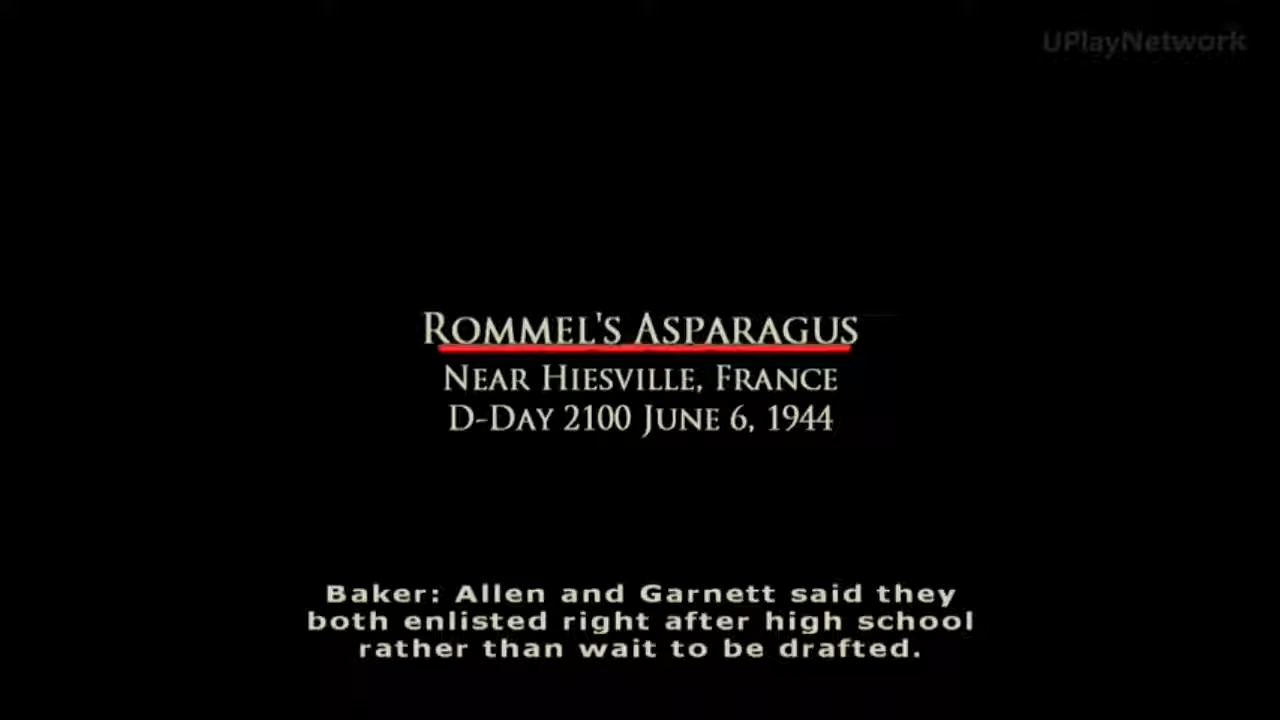 UPlayNetwork
Rommel's Asparagus
Near Hiesville, France
D-Day 2100 June 6, 1944
Baker: Allen and Garnett said they
both enlisted right after high school
rather than wait to be drafted.